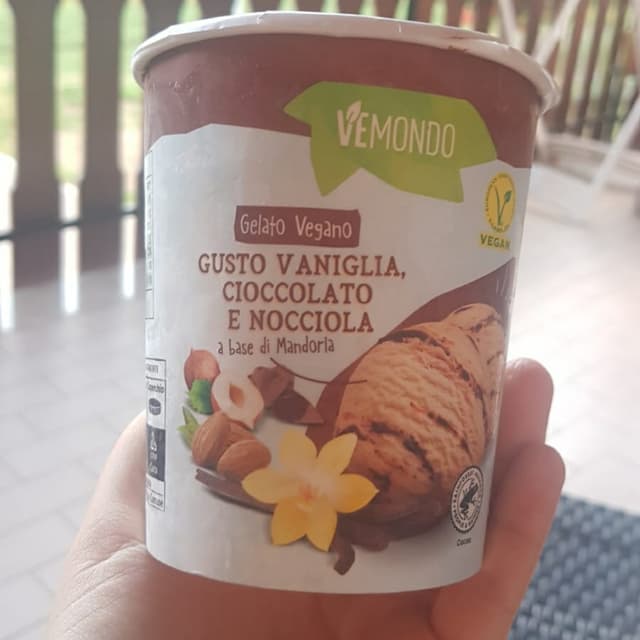 VEMONDO
Gelato Vegano
GUSTO VANIGLIA,
CIOCCOLATO
E NOCCIOLA
a base di Mandorla
VEGAN
Cacao